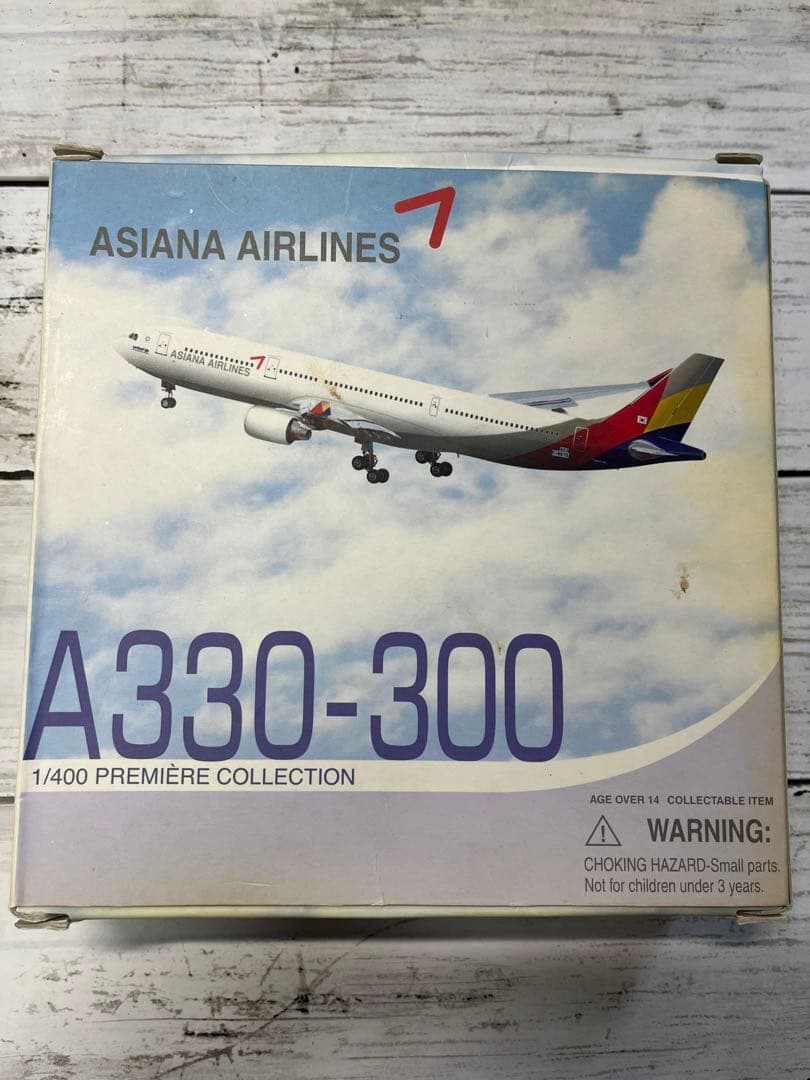 ASIANA AIRLINES
ASIANA AIRLINES
A330-300
1/400 PREMIÈRE COLLECTION
AGE OVER 14 COLLECTABLE ITEM
WARNING:
CHOKING HAZARD-Small parts.
Not for children under 3 years.